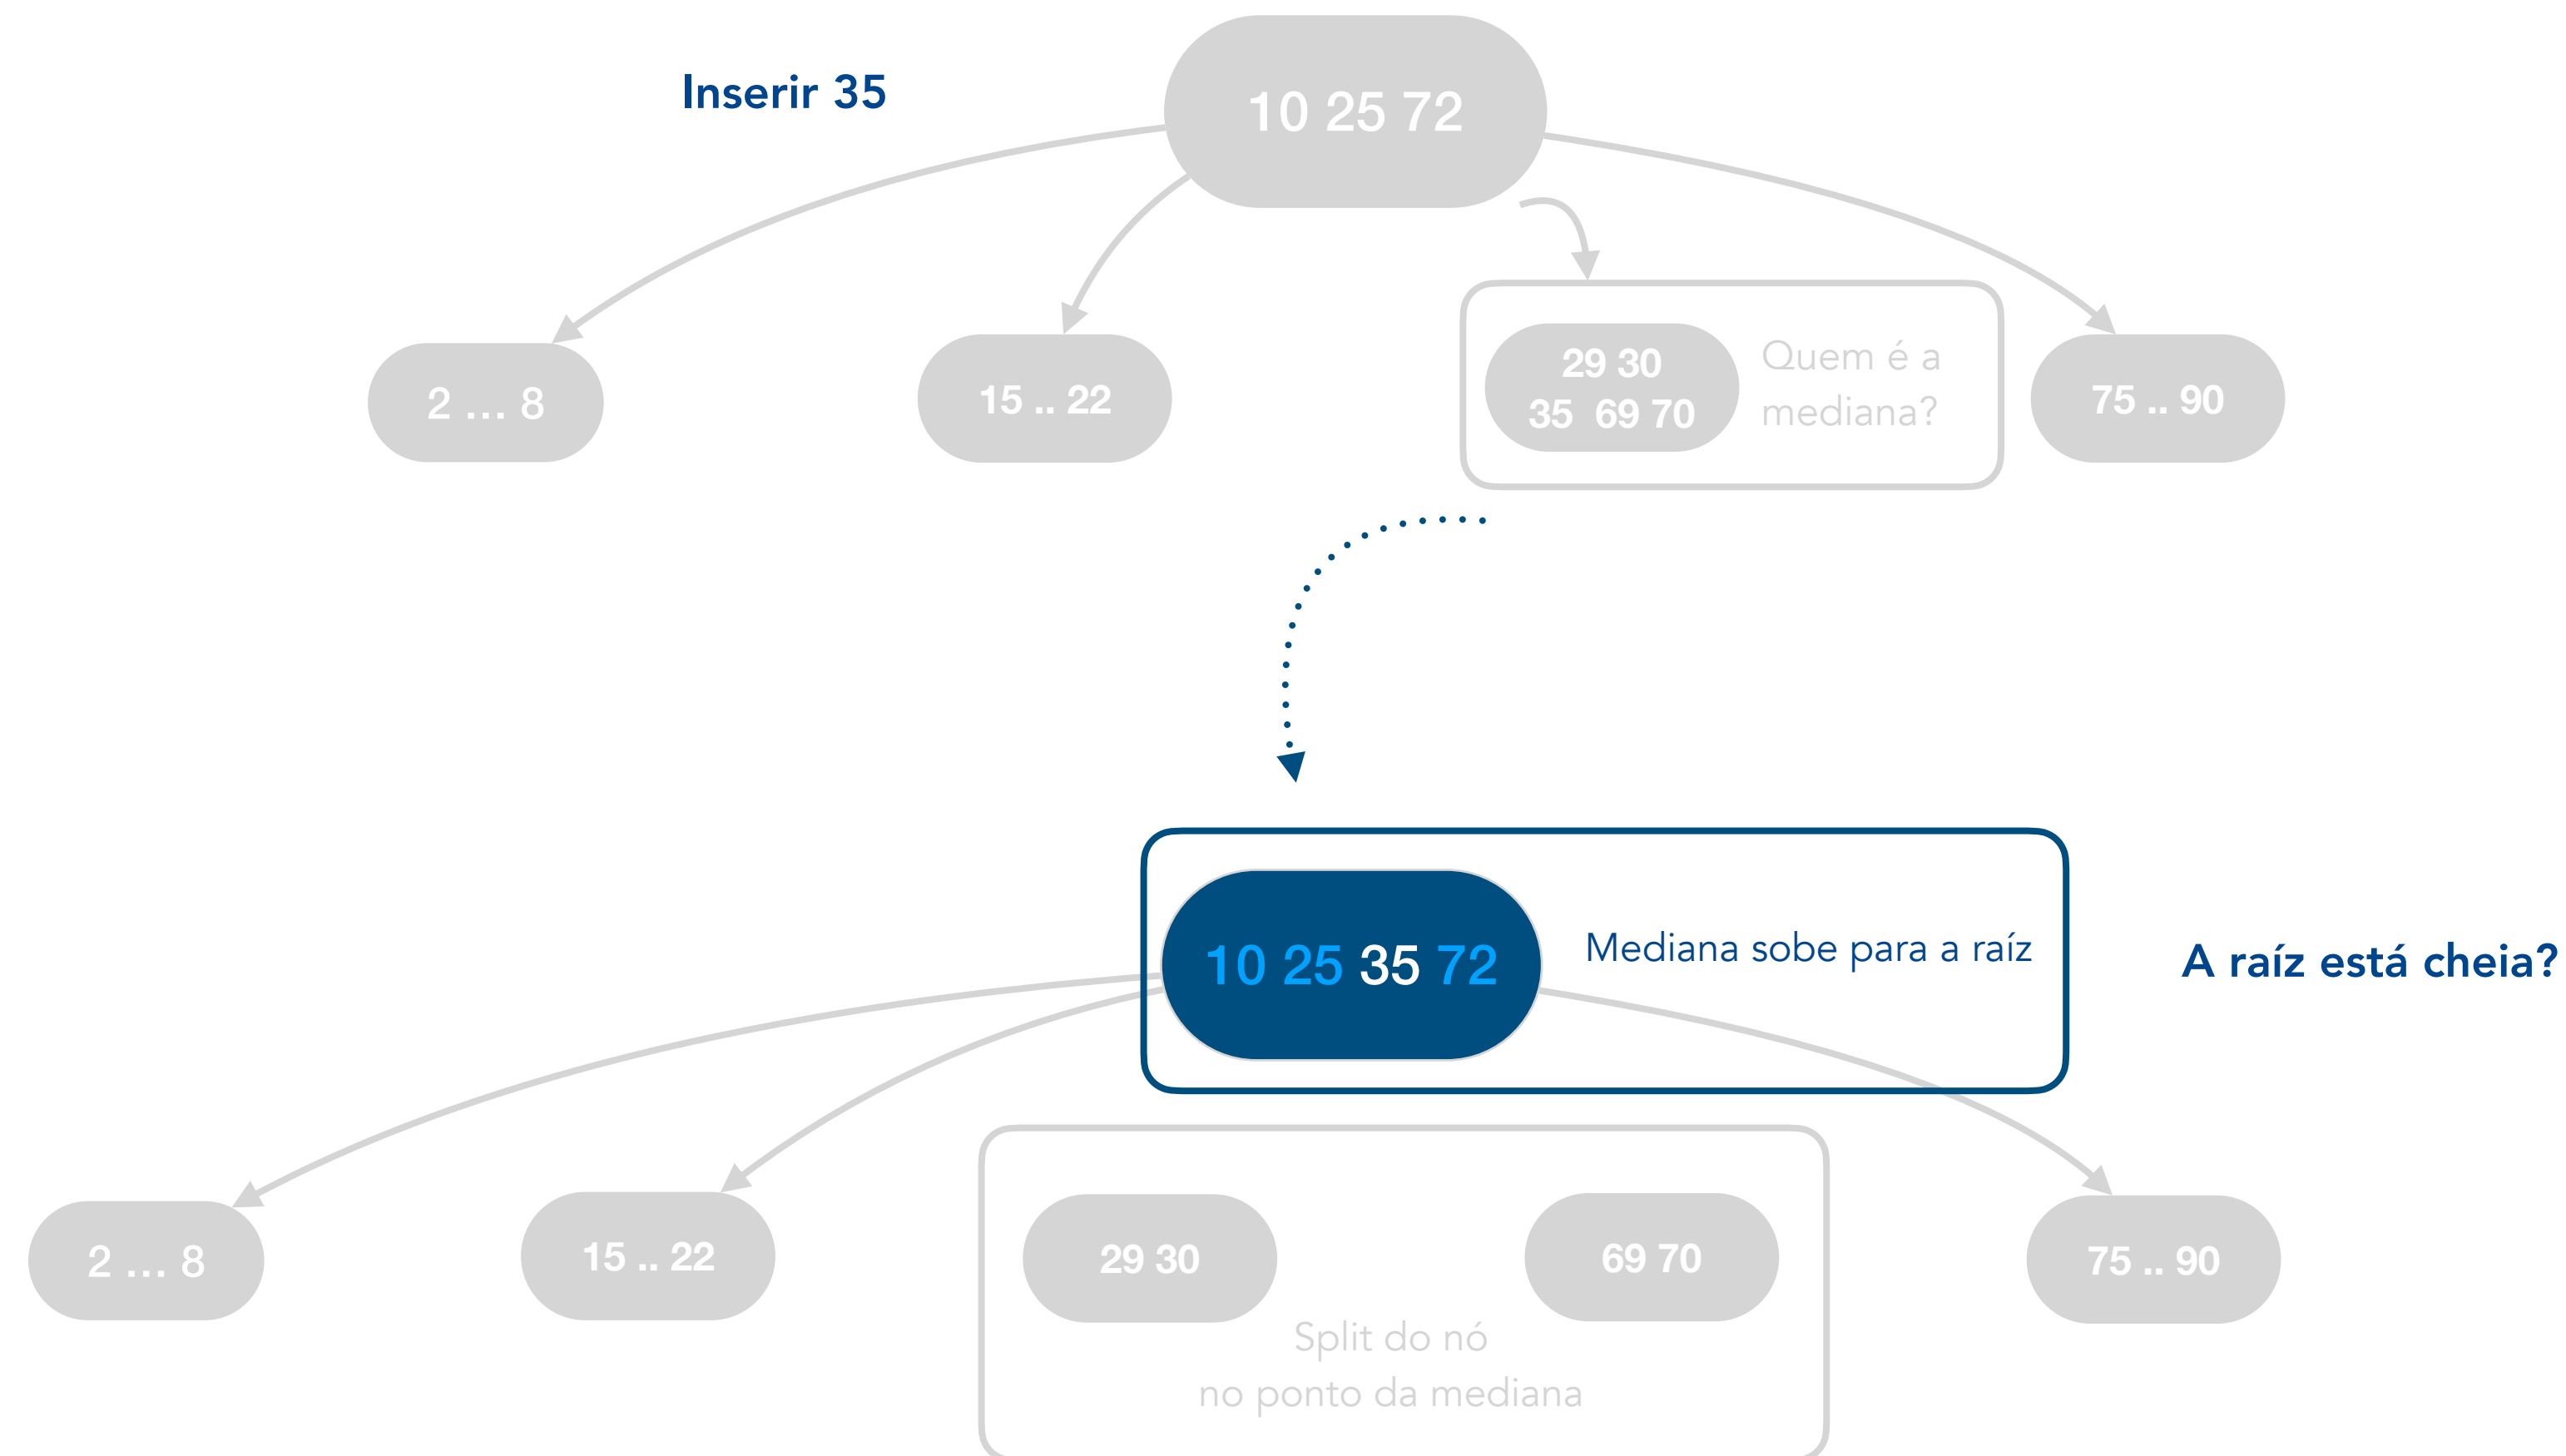 Inserir 35
10 25 72
2 ... 8
15 .. 22
29 30
35 69 70
Quem é a
mediana?
75 .. 90
10 25 35 72
Mediana sobe para a raíz
A raíz está cheia?
2 ... 8
15 .. 22
29 30
69 70
75 .. 90
Split do nó
no ponto da mediana